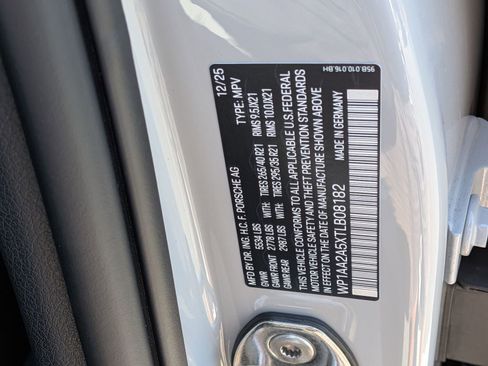 95B.010.016.BH
12/25
TYPE: MPV
MFD BY DR. ING. H.C. F. PORSCHE AG
GVWR 5534 LBS WITH: TIRES 265/40 R21 RIMS 9.5JX21
GAWR FRONT 2778 LBS WITH: TIRES 295/35 R21 RIMS 10.0JX21
GAWR REAR 2987 LBS
THIS VEHICLE CONFORMS TO ALL APPLICABLE U.S. FEDERAL
MOTOR VEHICLE SAFETY AND THEFT PREVENTION STANDARDS
IN EFFECT ON THE DATE OF MANUFACTURE SHOWN ABOVE
WP1AA2A5XTLB08182 MADE IN GERMANY